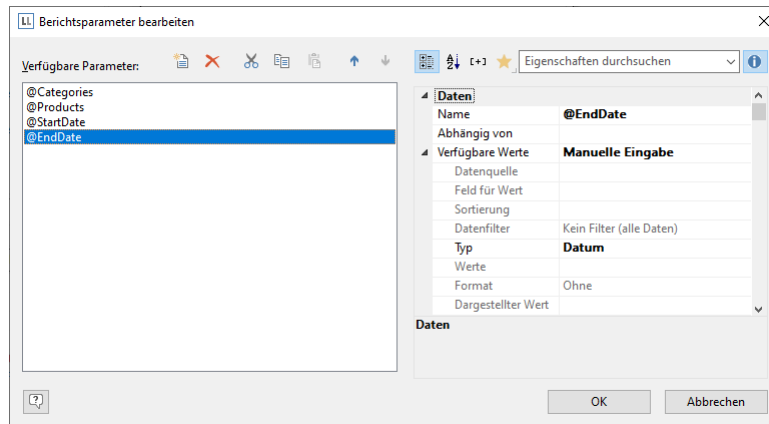 LL Berichtsparameter bearbeiten
Verfügbare Parameter:
Eigenschaften durchsuchen
@Categories
@Products
@StartDate
@EndDate
Daten
Name @EndDate
Abhängig von
Verfügbare Werte Manuelle Eingabe
Datenquelle
Feld für Wert
Sortierung
Datenfilter Kein Filter (alle Daten)
Typ Datum
Werte
Format Ohne
Dargestellter Wert
Daten
OK Abbrechen